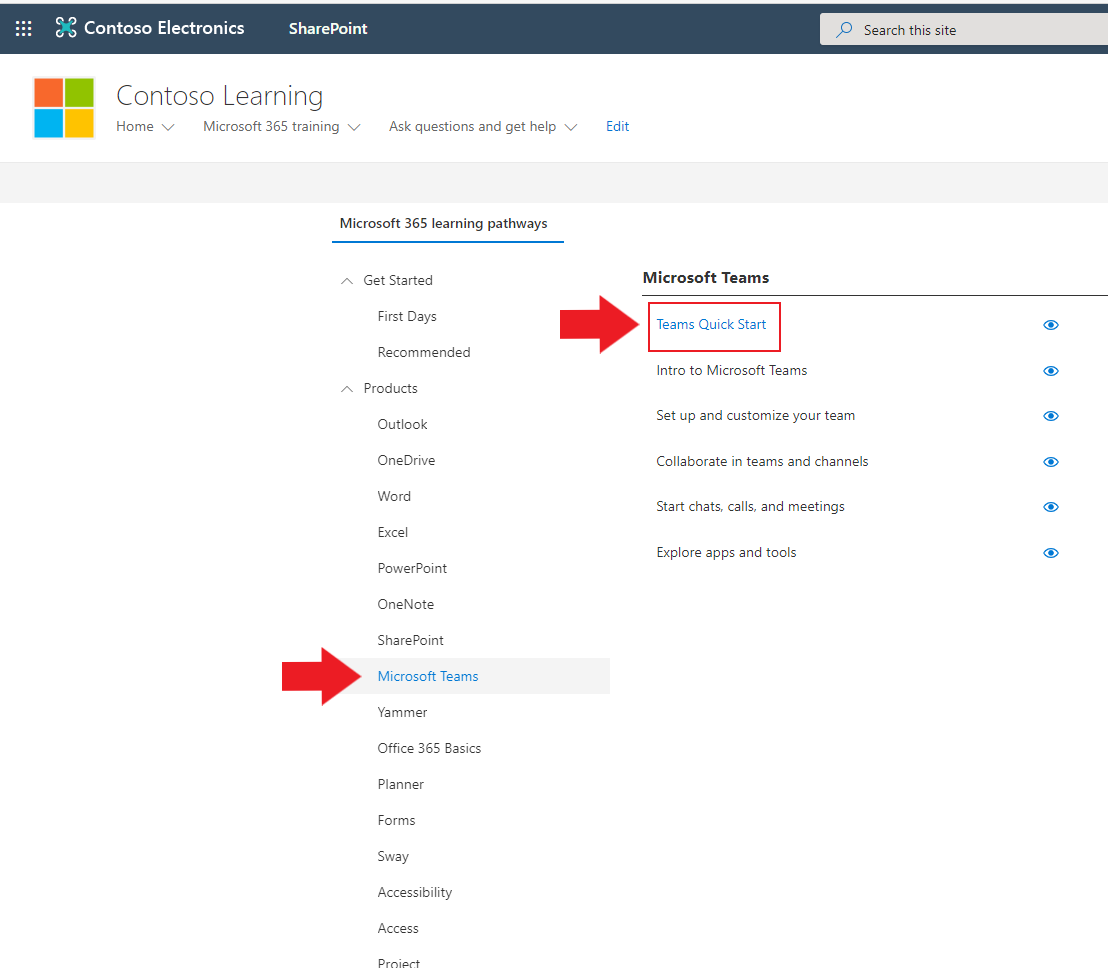 Contoso Electronics
SharePoint
Search this site
Contoso Learning
Home
Microsoft 365 training
Ask questions and get help
Edit
Microsoft 365 learning pathways
Get Started
First Days
Recommended
Products
Outlook
OneDrive
Word
Excel
PowerPoint
OneNote
SharePoint
Microsoft Teams
Yammer
Office 365 Basics
Planner
Forms
Sway
Accessibility
Access
Project
Microsoft Teams
Teams Quick Start
Intro to Microsoft Teams
Set up and customize your team
Collaborate in teams and channels
Start chats, calls, and meetings
Explore apps and tools